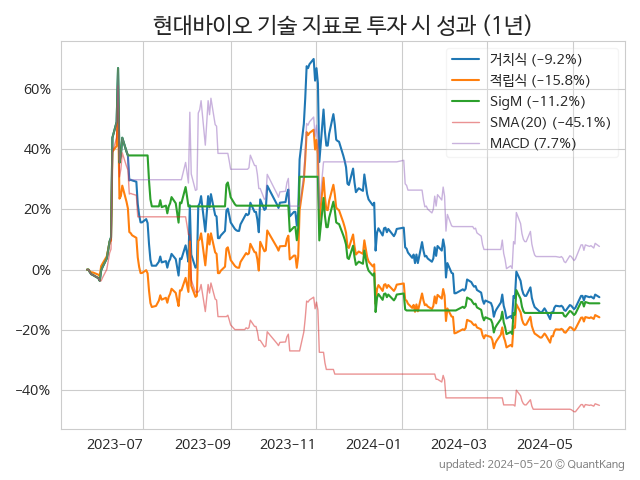 현대바이오 기술 지표로 투자 시 성과 (1년)
거치식 (−9.2%)
적립식 (−15.8%)
SigM (−11.2%)
SMA(20) (−45.1%)
MACD (7.7%)
60%
40%
20%
0%
−20%
−40%
2023-07 2023-09 2023-11 2024-01 2024-03 2024-05
updated: 2024-05-20 © QuantKang